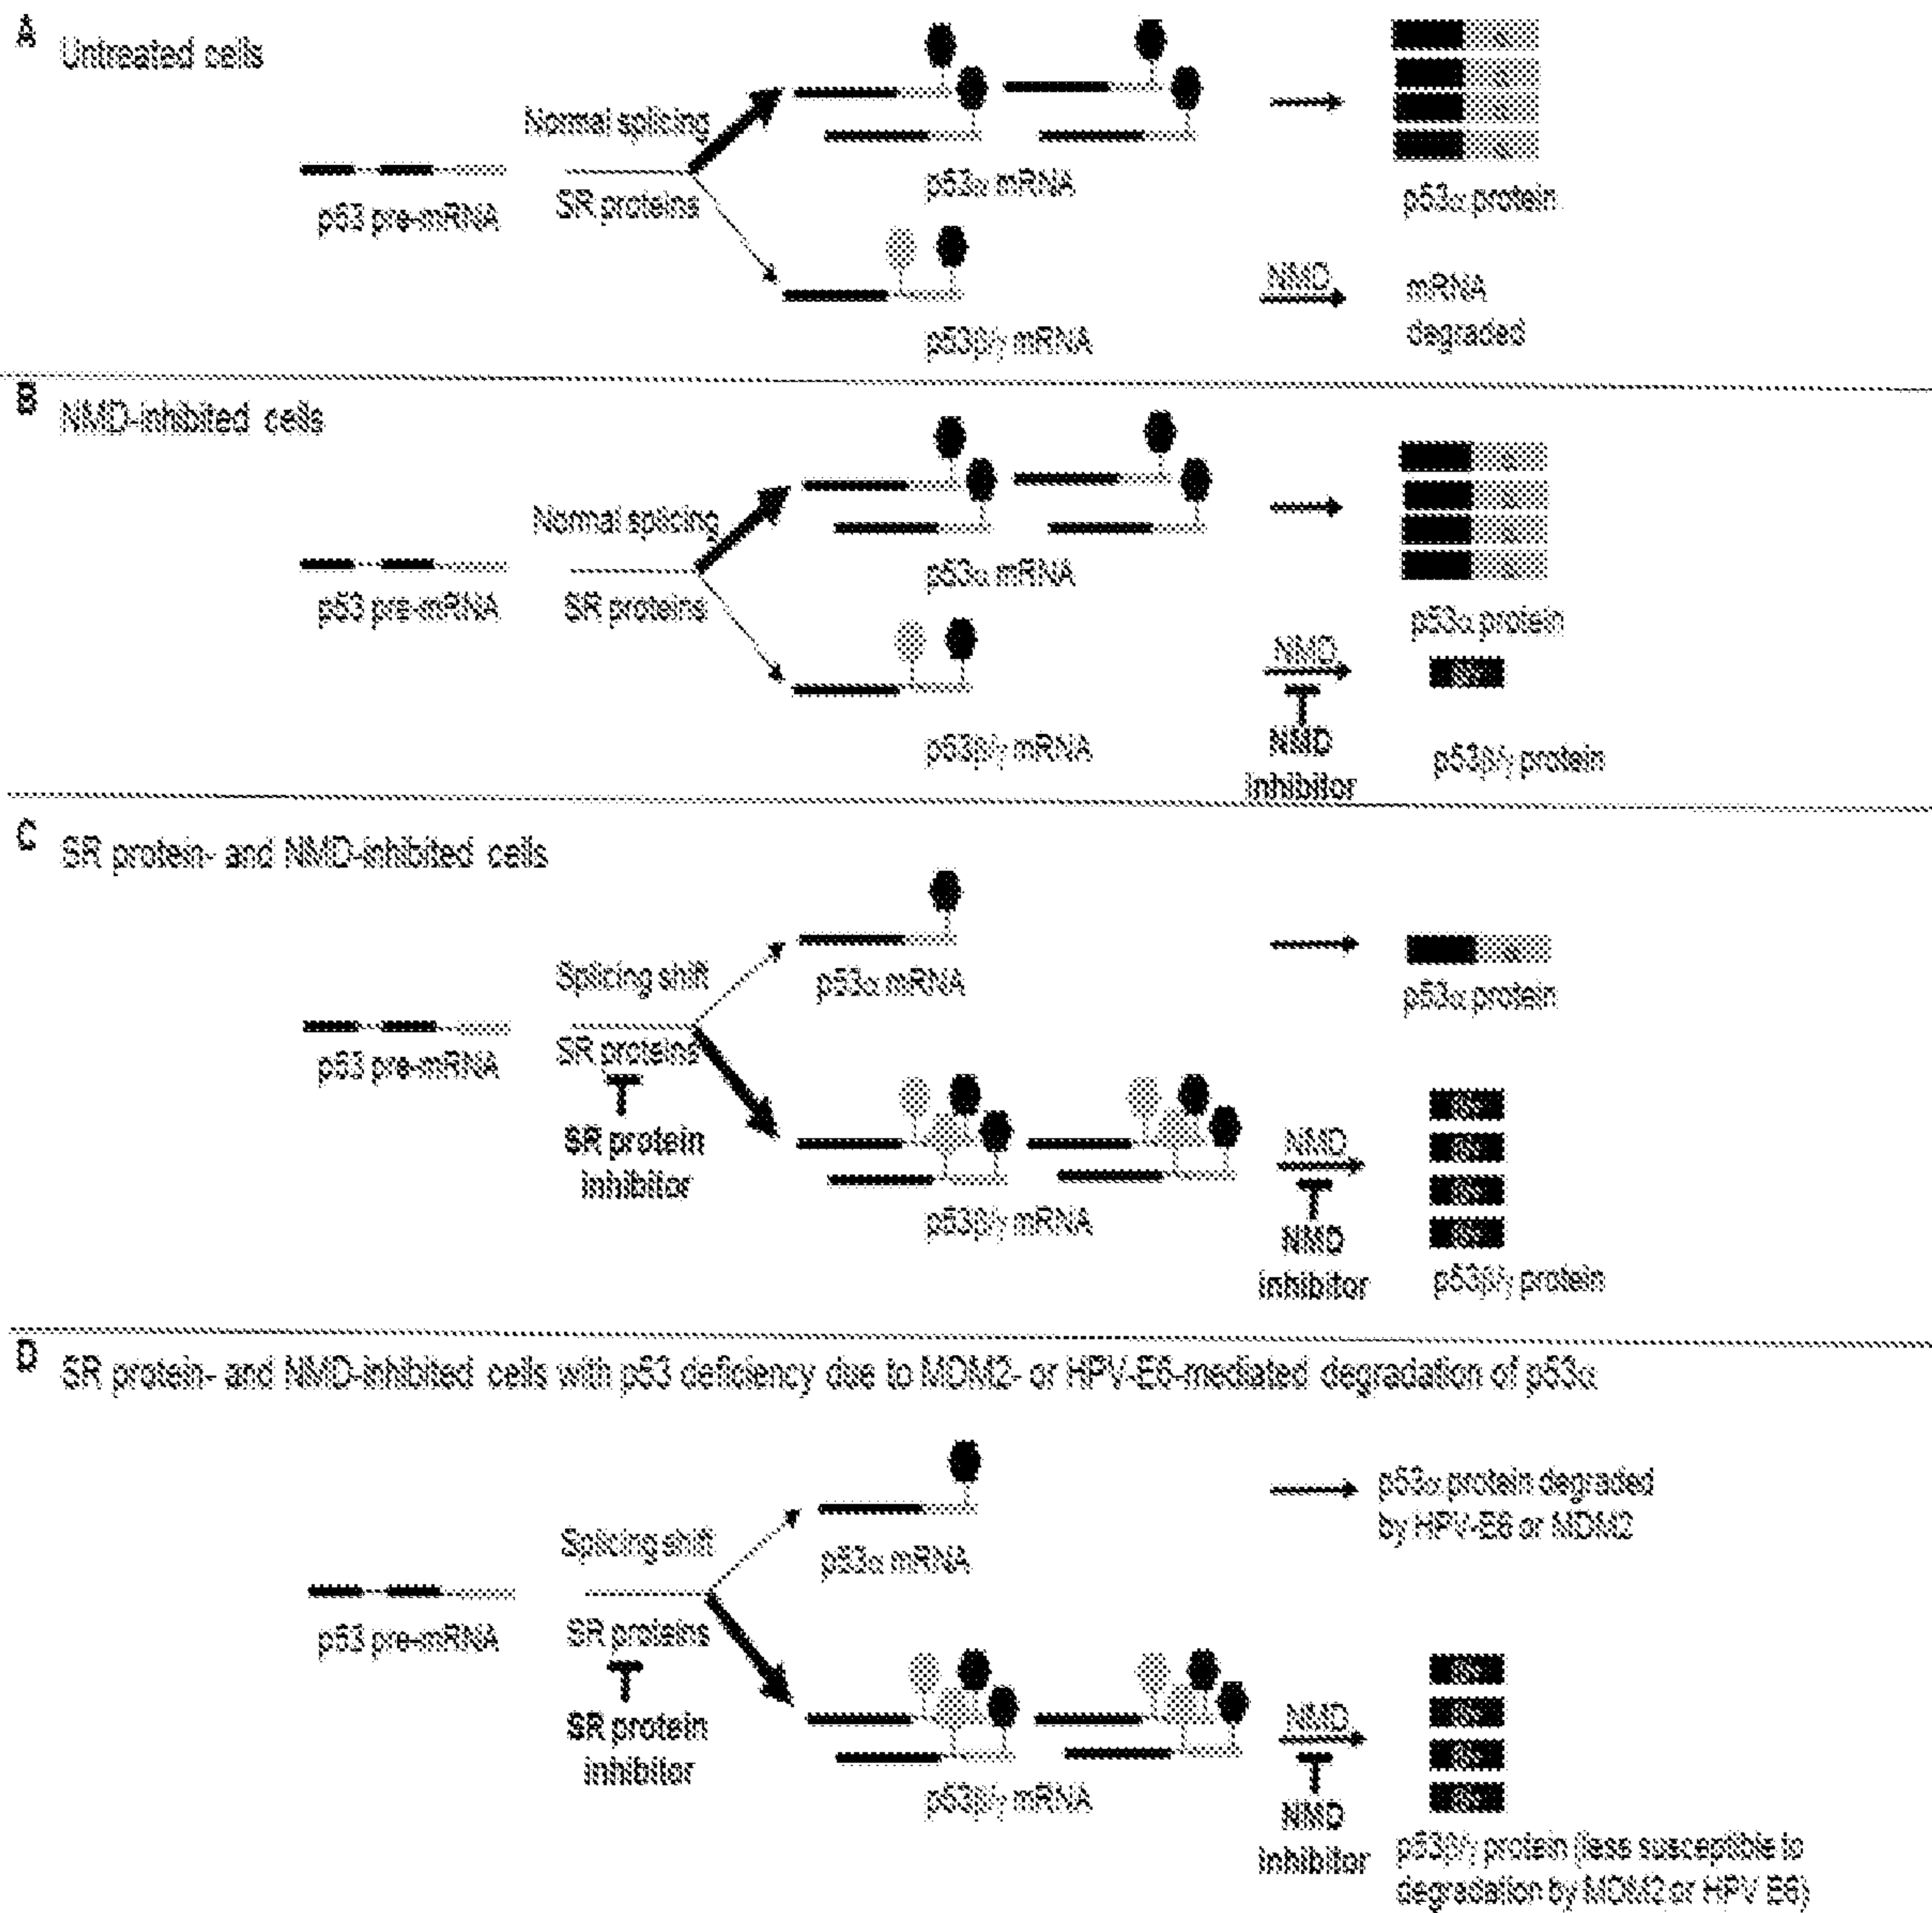 A
Untreated cells
Normal splicing
p53 pre-mRNA
SR proteins
p53α mRNA
α
α
α
α
p53α protein
p53β/γ mRNA
NMD
mRNA
degraded
B
NMD-inhibited cells
Normal splicing
p53 pre-mRNA
SR proteins
p53α mRNA
α
α
α
α
p53α protein
p53β/γ mRNA
NMD
NMD
inhibitor
p53β/γ protein
C
SR protein- and NMD-inhibited cells
Splicing shift
p53 pre-mRNA
SR proteins
SR protein
inhibitor
p53α mRNA
α
p53α protein
p53β/γ mRNA
NMD
NMD
inhibitor
p53β/γ protein
D
SR protein- and NMD-inhibited cells with p53 deficiency due to MDM2- or HPV-E6-mediated degradation of p53α
Splicing shift
p53 pre-mRNA
SR proteins
SR protein
inhibitor
p53α mRNA
p53α protein degraded
by HPV-E6 or MDM2
p53β/γ mRNA
NMD
NMD
inhibitor
p53β/γ protein (less susceptible to
degradation by MDM2 or HPV E6)